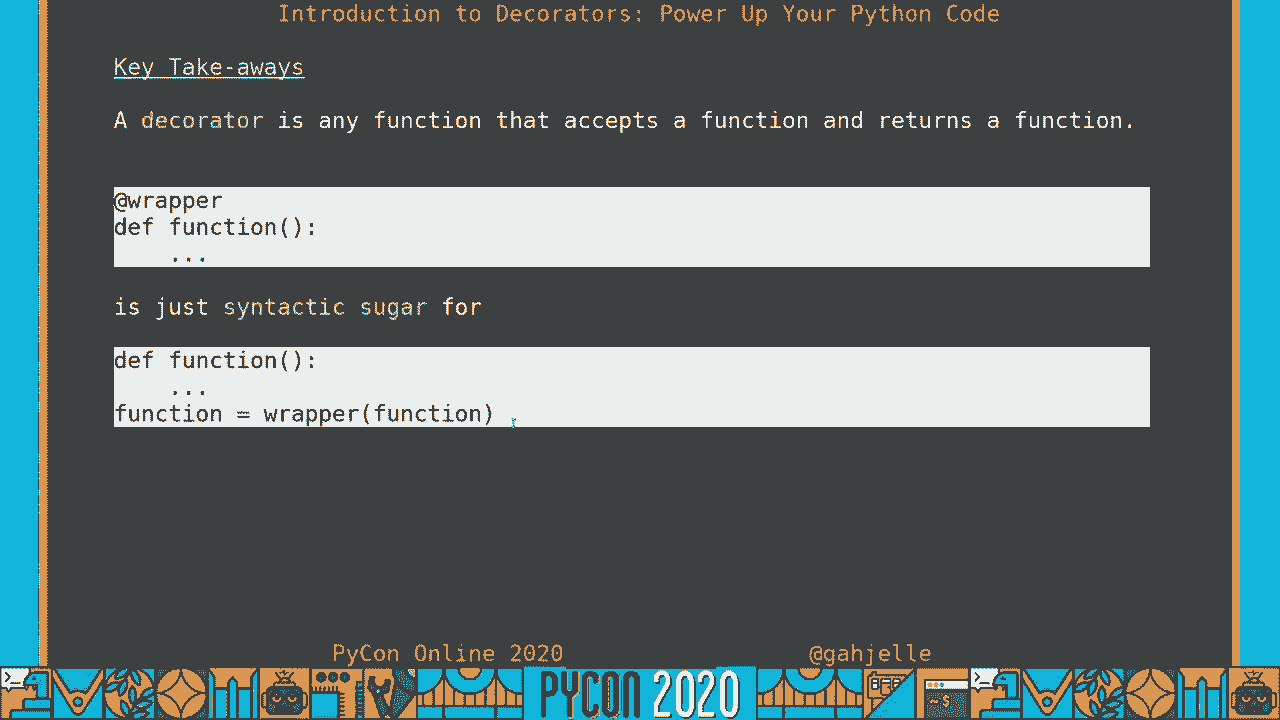 Introduction to Decorators: Power Up Your Python Code
Key Take-aways
A decorator is any function that accepts a function and returns a function.
@wrapper
def function():
    ...
is just syntactic sugar for
def function():
    ...
function = wrapper(function)
PyCon Online 2020
@gahjelle
PYCON 2020